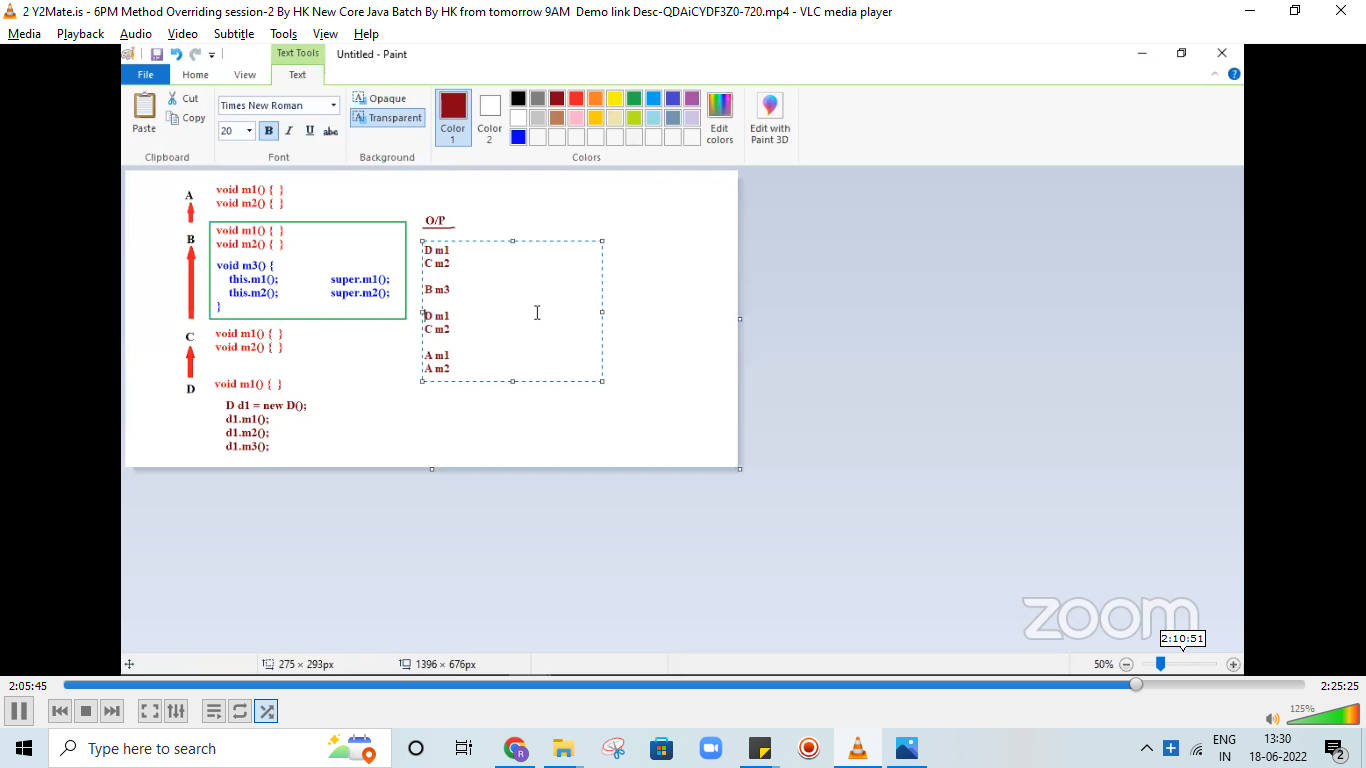 2 Y2Mate.is - 6PM Method Overriding session-2 By HK New Core Java Batch By HK from tomorrow 9AM  Demo link Desc-QDAiCYDF3Z0-720.mp4 - VLC media player
Media Playback Audio Video Subtitle Tools View Help
Text Tools Untitled - Paint
File Home View Text
Paste Cut Copy
Clipboard
Times New Roman
20 B I U abc
Font
Opaque
Transparent
Background
Color 1
Color 2
Edit colors
Colors
Edit with Paint 3D
A
void m1() { }
void m2() { }
B
void m1() { }
void m2() { }
void m3() {
this.m1(); super.m1();
this.m2(); super.m2();
}
C
void m1() { }
void m2() { }
D
void m1() { }
D d1 = new D();
d1.m1();
d1.m2();
d1.m3();
O/P
D m1
C m2
B m3
D m1
C m2
A m1
A m2
zoom
2:10:51
275 × 293px 1396 × 676px 50%
2:05:45 2:25:25
125%
Type here to search
R
ENG
IN
13:30
18-06-2022
2